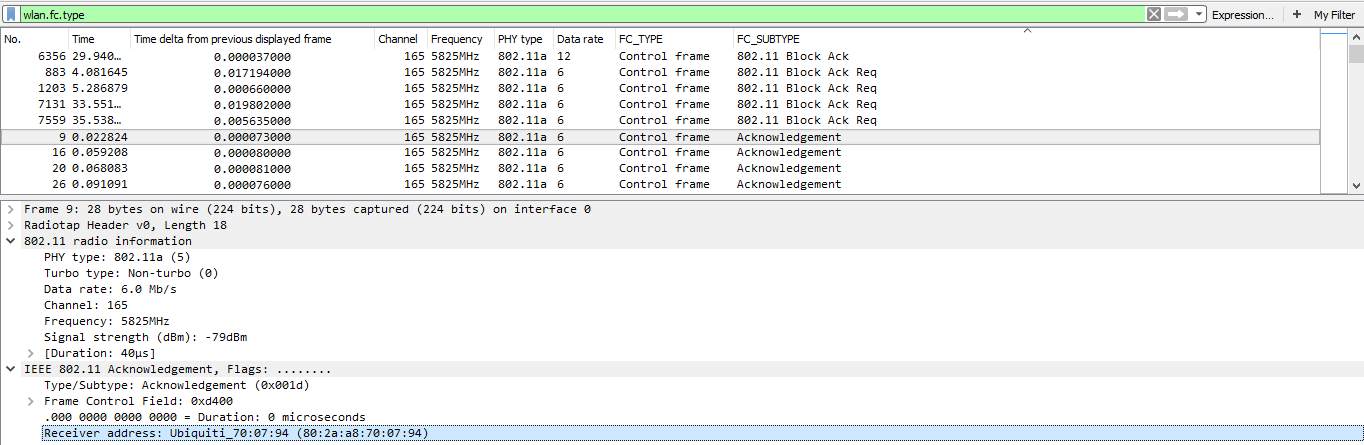 wlan.fc.type Expression... + My Filter
No. Time Time delta from previous displayed frame Channel Frequency PHY type Data rate FC_TYPE FC_SUBTYPE
6356 29.940... 0.000037000 165 5825MHz 802.11a 12 Control frame 802.11 Block Ack
883 4.081645 0.017194000 165 5825MHz 802.11a 6 Control frame 802.11 Block Ack Req
1203 5.286879 0.000660000 165 5825MHz 802.11a 6 Control frame 802.11 Block Ack Req
7131 33.551... 0.019802000 165 5825MHz 802.11a 6 Control frame 802.11 Block Ack Req
7559 35.538... 0.005635000 165 5825MHz 802.11a 6 Control frame 802.11 Block Ack Req
9 0.022824 0.000073000 165 5825MHz 802.11a 6 Control frame Acknowledgement
16 0.059208 0.000080000 165 5825MHz 802.11a 6 Control frame Acknowledgement
20 0.068083 0.000081000 165 5825MHz 802.11a 6 Control frame Acknowledgement
26 0.091091 0.000076000 165 5825MHz 802.11a 6 Control frame Acknowledgement
Frame 9: 28 bytes on wire (224 bits), 28 bytes captured (224 bits) on interface 0
Radiotap Header v0, Length 18
802.11 radio information
PHY type: 802.11a (5)
Turbo type: Non-turbo (0)
Data rate: 6.0 Mb/s
Channel: 165
Frequency: 5825MHz
Signal strength (dBm): -79dBm
[Duration: 40µs]
IEEE 802.11 Acknowledgement, Flags: ........
Type/Subtype: Acknowledgement (0x001d)
Frame Control Field: 0xd400
.000 0000 0000 0000 = Duration: 0 microseconds
Receiver address: Ubiquiti_70:07:94 (80:2a:a8:70:07:94)